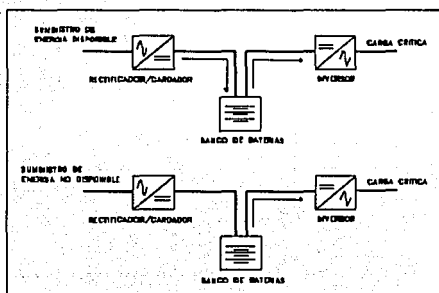 SUMINISTRO DE
ENERGIA DISPONIBLE
CARGA CRITICA
RECTIFICADOR/CARGADOR
INVERSOR
BANCO DE BATERIAS
SUMINISTRO DE
ENERGIA NO DISPONIBLE
CARGA CRITICA
RECTIFICADOR/CARGADOR
INVERSOR
BANCO DE BATERIAS